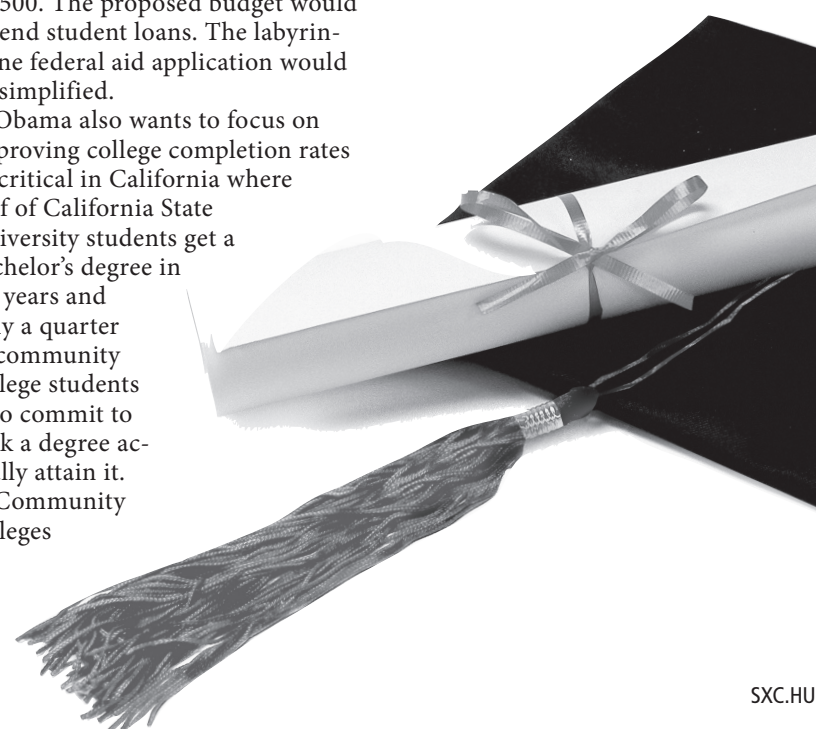 500. The proposed budget would
end student loans. The labyrin-
ne federal aid application would
simplified.
Obama also wants to focus on
proving college completion rates
critical in California where
f of California State
iversity students get a
chelor’s degree in
years and
y a quarter
community
lege students
o commit to
k a degree ac-
lly attain it.
Community
leges
SXC.HU